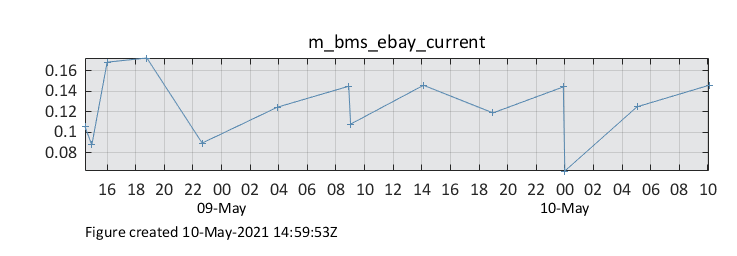 m_bms_ebay_current
0.16
0.14
0.12
0.1
0.08
16 18 20 22 00 02 04 06 08 10 12 14 16 18 20 22 00 02 04 06 08 10
09-May 10-May
Figure created 10-May-2021 14:59:53Z